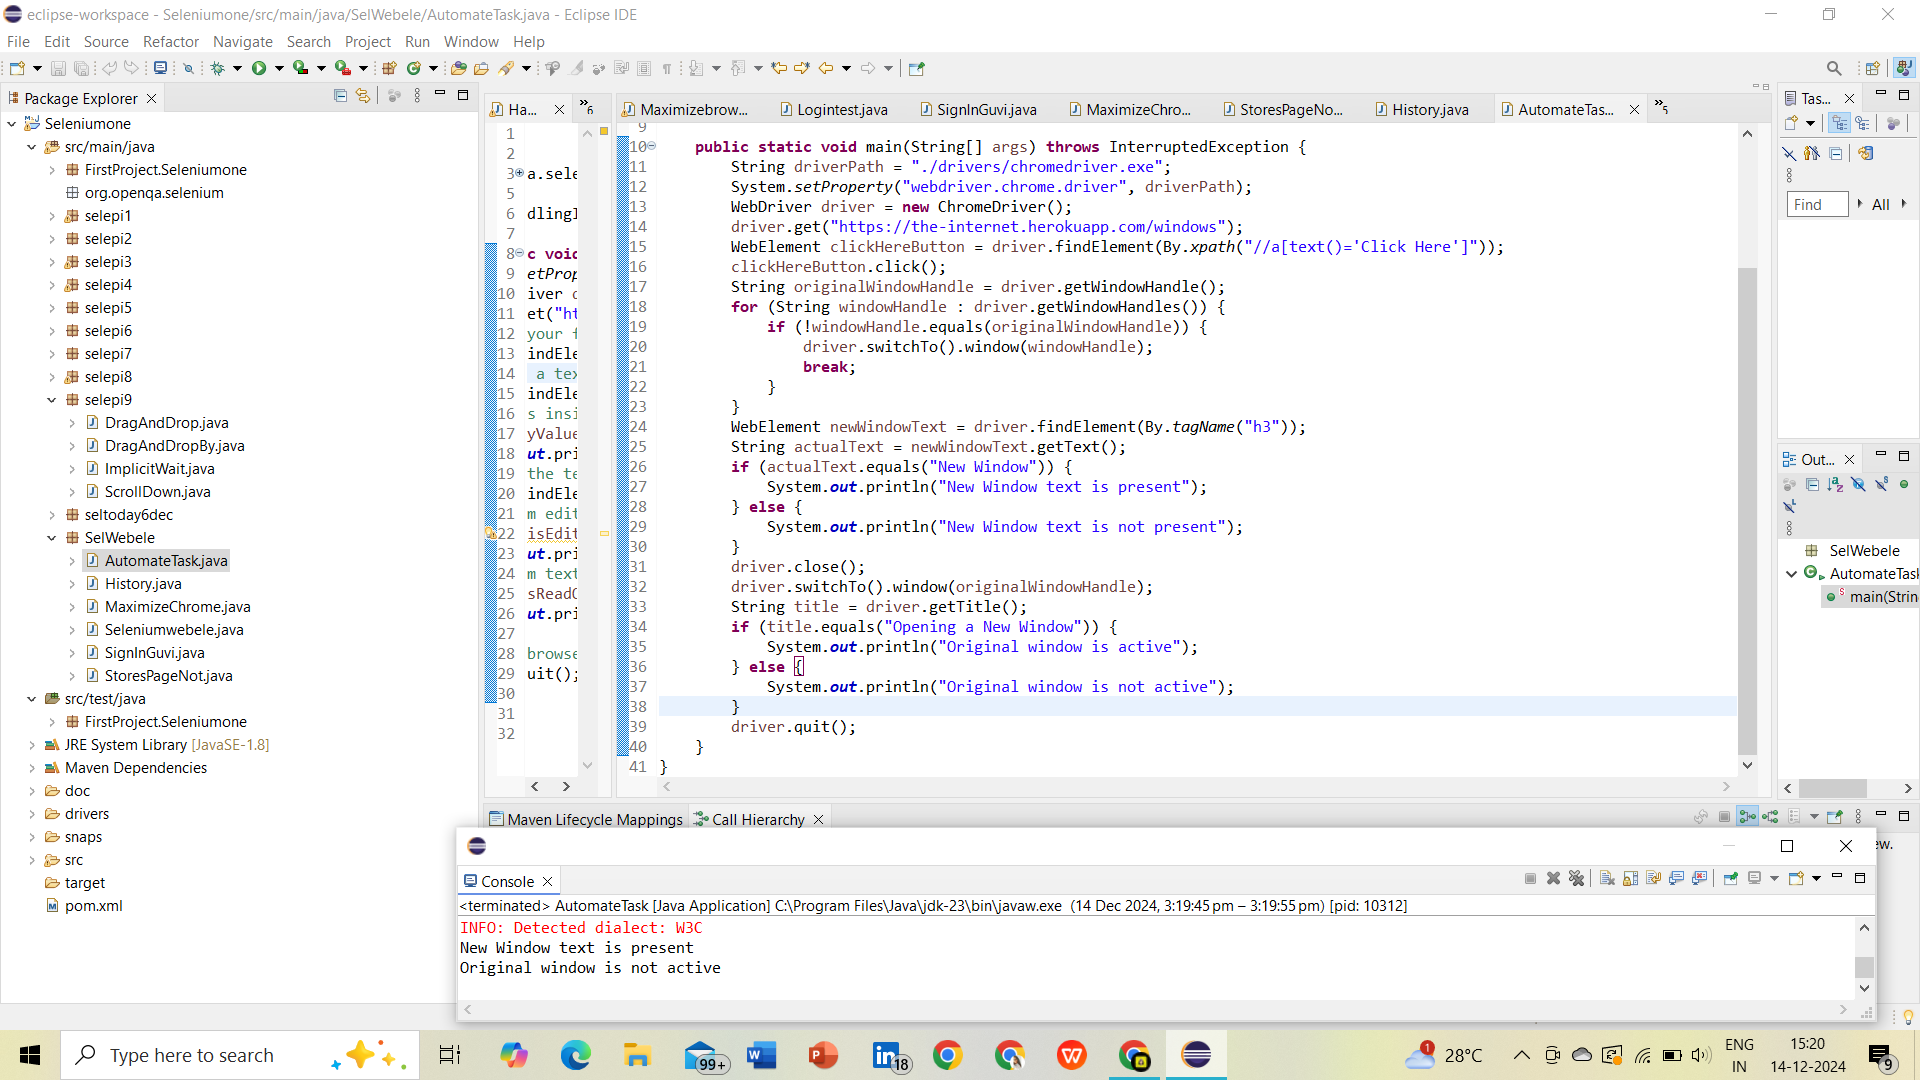 eclipse-workspace - Seleniumone/src/main/java/SelWebele/AutomateTask.java - Eclipse IDE
File Edit Source Refactor Navigate Search Project Run Window Help
Package Explorer
Seleniumone
src/main/java
FirstProject.Seleniumone
org.openqa.selenium
selepi1
selepi2
selepi3
selepi4
selepi5
selepi6
selepi7
selepi8
selepi9
DragAndDrop.java
DragAndDropBy.java
ImplicitWait.java
ScrollDown.java
seltoday6dec
SelWebele
AutomateTask.java
History.java
MaximizeChrome.java
Seleniumwebele.java
SignInGuvi.java
StoresPageNot.java
src/test/java
FirstProject.Seleniumone
JRE System Library [JavaSE-1.8]
Maven Dependencies
doc
drivers
snaps
src
target
pom.xml
Ha... »6
1
2
3 a.sele
5
6 dlingI
7
8 c void
9 etProp
10 iver d
11 et("ht
12 your f
13 indEle
14 a tex
15 indEle
16 s insi
17 yValue
18 ut.pri
19 the te
20 indEle
21 m edit
22 isEdit
23 ut.pri
24 m text
25 sReadO
26 ut.pri
27
28 browse
29 uit();
30
31
32
Maximizebrow... Logintest.java SignInGuvi.java MaximizeChro... StoresPageNo... History.java AutomateTas... »5
9
10 public static void main(String[] args) throws InterruptedException {
11 String driverPath = "./drivers/chromedriver.exe";
12 System.setProperty("webdriver.chrome.driver", driverPath);
13 WebDriver driver = new ChromeDriver();
14 driver.get("https://the-internet.herokuapp.com/windows");
15 WebElement clickHereButton = driver.findElement(By.xpath("//a[text()='Click Here']"));
16 clickHereButton.click();
17 String originalWindowHandle = driver.getWindowHandle();
18 for (String windowHandle : driver.getWindowHandles()) {
19 if (!windowHandle.equals(originalWindowHandle)) {
20 driver.switchTo().window(windowHandle);
21 break;
22 }
23 }
24 WebElement newWindowText = driver.findElement(By.tagName("h3"));
25 String actualText = newWindowText.getText();
26 if (actualText.equals("New Window")) {
27 System.out.println("New Window text is present");
28 } else {
29 System.out.println("New Window text is not present");
30 }
31 driver.close();
32 driver.switchTo().window(originalWindowHandle);
33 String title = driver.getTitle();
34 if (title.equals("Opening a New Window")) {
35 System.out.println("Original window is active");
36 } else {
37 System.out.println("Original window is not active");
38 }
39 driver.quit();
40 }
41 }
Tas...
Find All
Out...
SelWebele
AutomateTask
main(Strin
Maven Lifecycle Mappings Call Hierarchy
ew.
Console
<terminated> AutomateTask [Java Application] C:\Program Files\Java\jdk-23\bin\javaw.exe (14 Dec 2024, 3:19:45 pm – 3:19:55 pm) [pid: 10312]
INFO: Detected dialect: W3C
New Window text is present
Original window is not active
Type here to search
99+
18
1
28°C
ENG
IN
15:20
14-12-2024
9